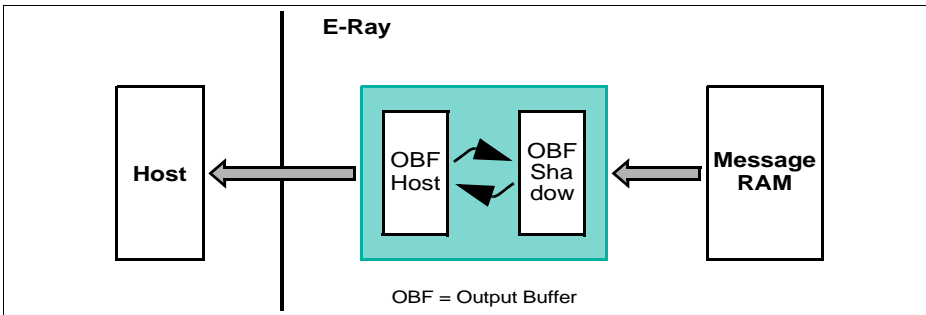 E-Ray
Host
OBF
Host
OBF
Sha
dow
Message
RAM
OBF = Output Buffer